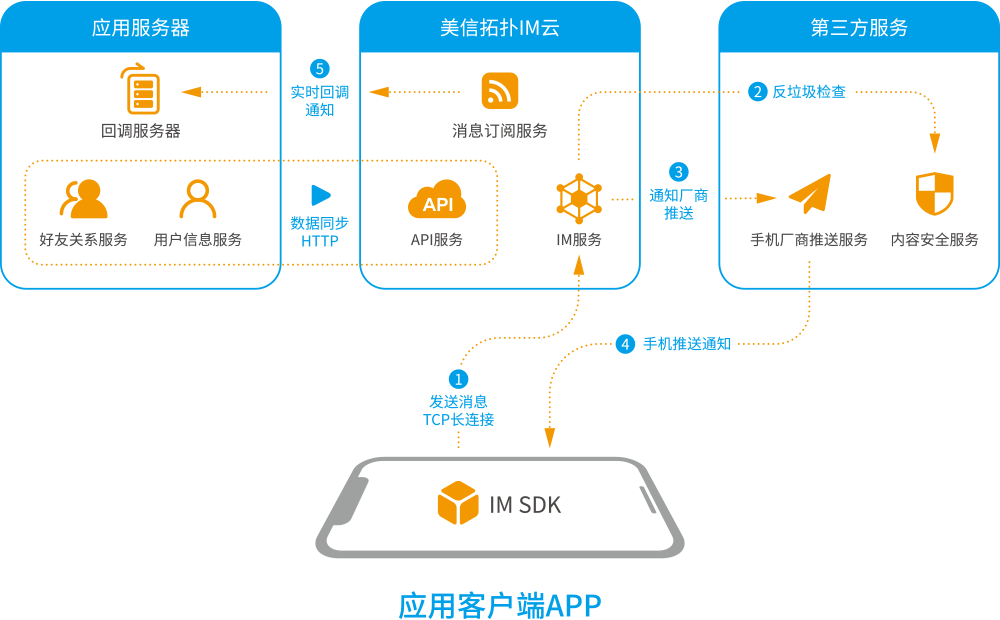 应用服务器
美信拓扑IM云
第三方服务
5
实时回调
通知
2 反垃圾检查
回调服务器
消息订阅服务
3
通知厂商
推送
API
数据同步
HTTP
好友关系服务
用户信息服务
API服务
IM服务
手机厂商推送服务
内容安全服务
4 手机推送通知
1
发送消息
TCP长连接
IM SDK
应用客户端APP